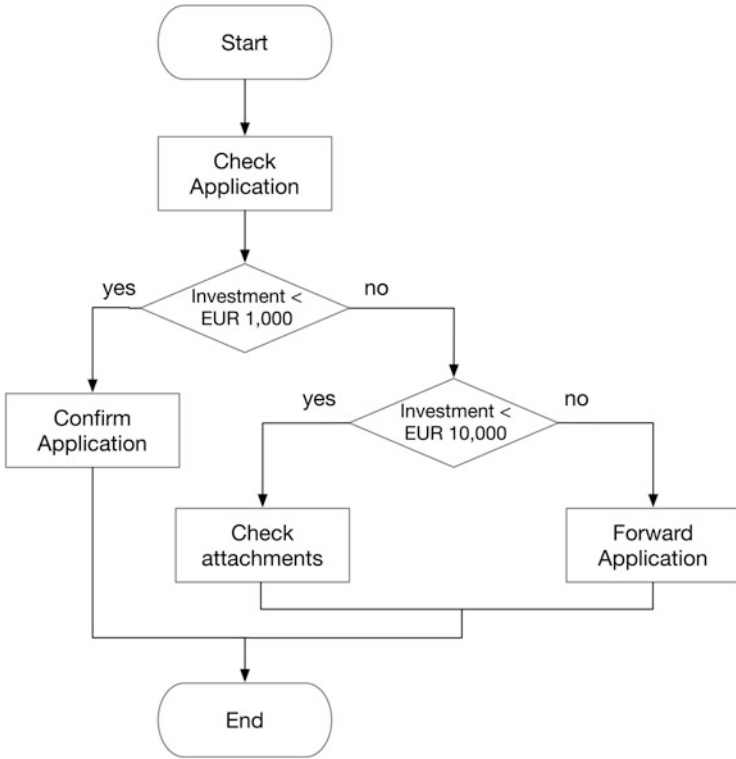 Start
Check
Application
yes
Investment <
EUR 1,000
no
Confirm
Application
yes
Investment <
EUR 10,000
no
Check
attachments
Forward
Application
End